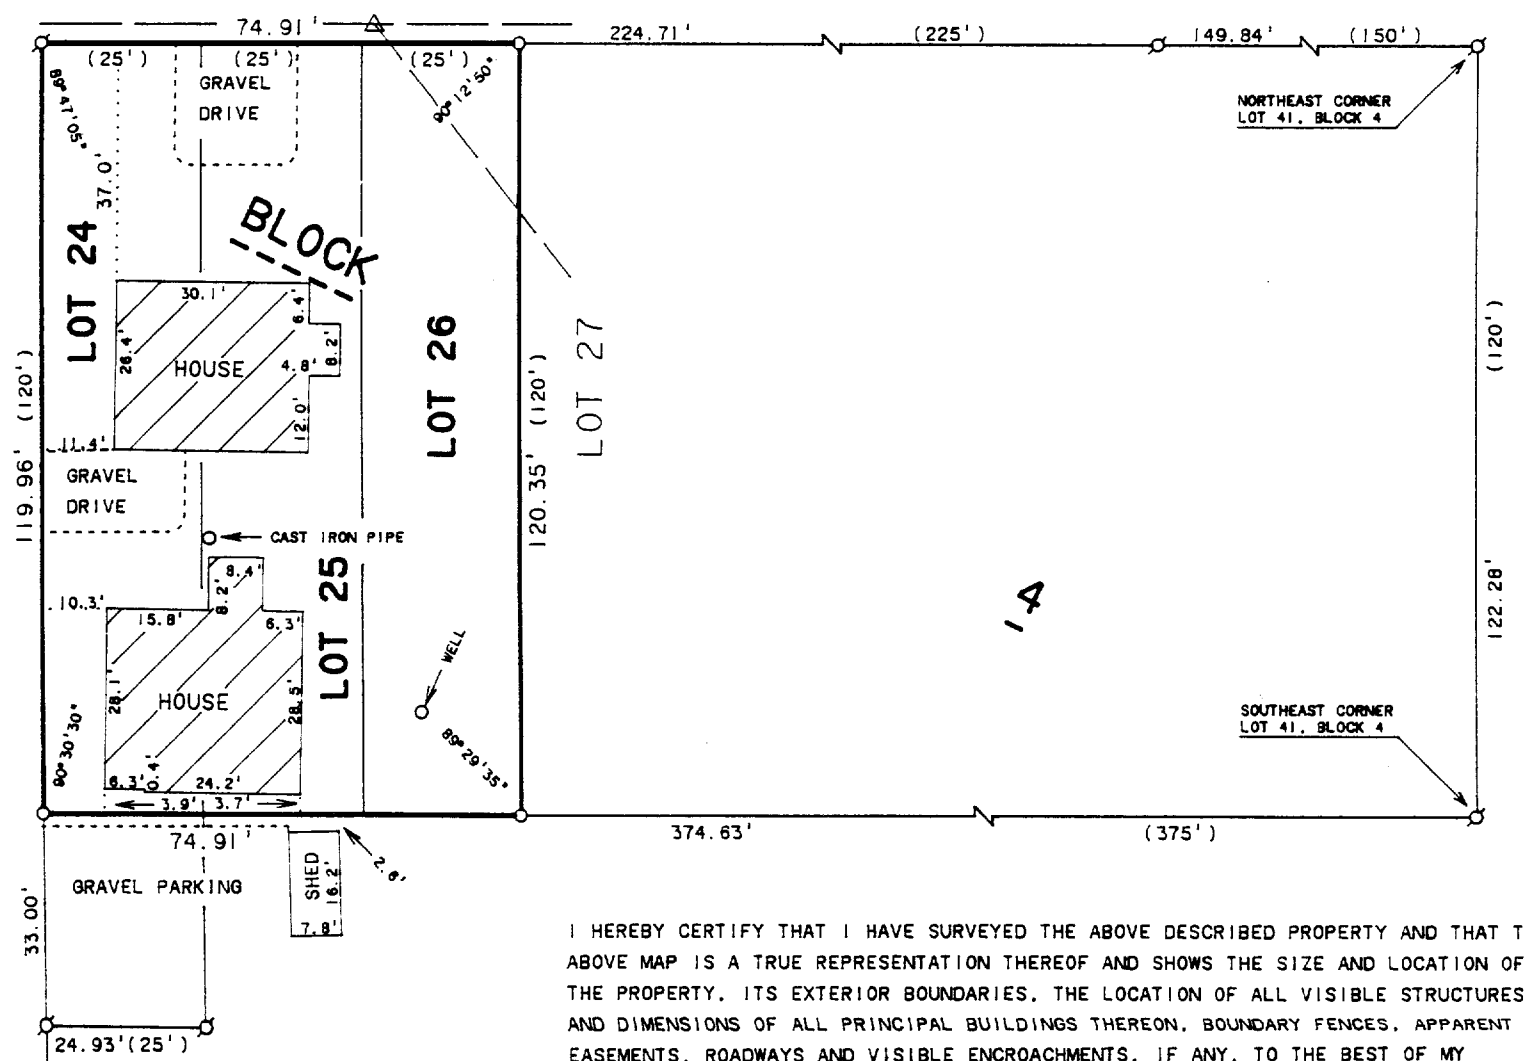 74.91'
224.71'
(225')
149.84'
(150')
(25')
(25')
(25')
GRAVEL
DRIVE
89°47'05"
90°12'50"
NORTHEAST CORNER
LOT 41, BLOCK 4
37.0'
LOT 24
BLOCK
30.1'
6.4'
26.4'
HOUSE
4.8'
8.2'
12.0'
LOT 26
LOT 27
(120')
119.96'
(120')
120.35'
(120')
11.4'
GRAVEL
DRIVE
CAST IRON PIPE
8.4'
8.2'
10.3'
15.8'
6.3'
LOT 25
WELL
4
122.28'
28.1'
HOUSE
28.5'
90°30'30"
89°29'35"
SOUTHEAST CORNER
LOT 41, BLOCK 4
6.3'
0.4'
24.2'
3.9'
3.7'
74.91'
374.63'
(375')
2.6'
SHED
16.2'
7.8'
GRAVEL PARKING
33.00'
24.93'(25')
I HEREBY CERTIFY THAT I HAVE SURVEYED THE ABOVE DESCRIBED PROPERTY AND THAT T
ABOVE MAP IS A TRUE REPRESENTATION THEREOF AND SHOWS THE SIZE AND LOCATION OF
THE PROPERTY, ITS EXTERIOR BOUNDARIES, THE LOCATION OF ALL VISIBLE STRUCTURES
AND DIMENSIONS OF ALL PRINCIPAL BUILDINGS THEREON, BOUNDARY FENCES, APPARENT
EASEMENTS, ROADWAYS AND VISIBLE ENCROACHMENTS, IF ANY, TO THE BEST OF MY